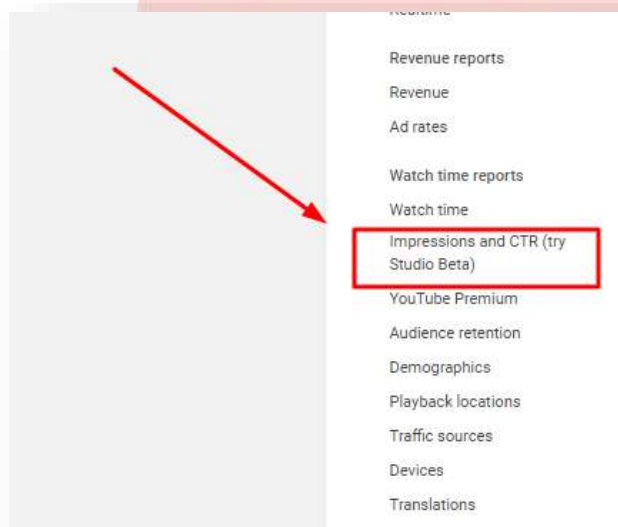 Realtime
Revenue reports
Revenue
Ad rates
Watch time reports
Watch time
Impressions and CTR (try
Studio Beta)
YouTube Premium
Audience retention
Demographics
Playback locations
Traffic sources
Devices
Translations